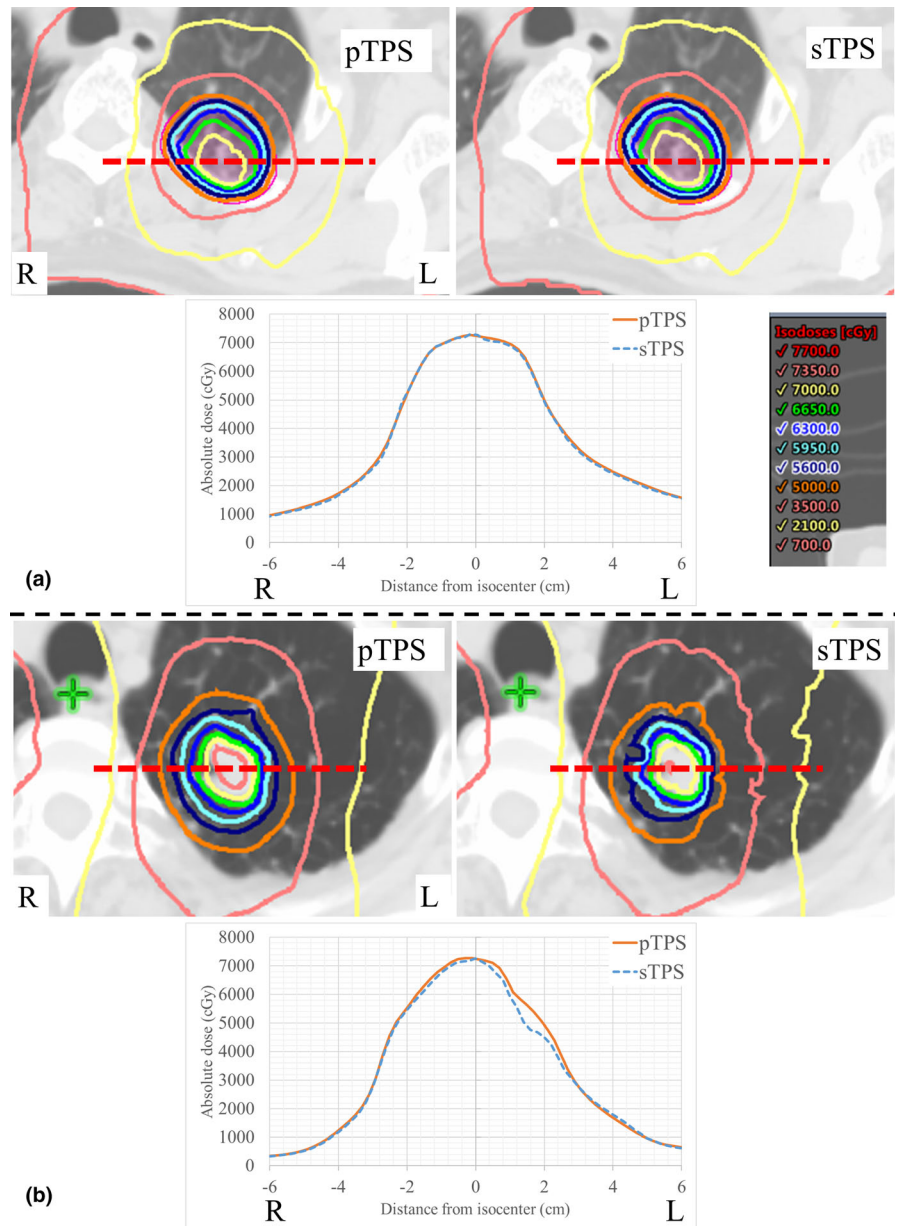 pTPS
sTPS
R
L
8000
7000
6000
5000
4000
3000
2000
1000
0
Absolute dose (cGy)
pTPS
sTPS
-6
-4
-2
0
2
4
6
R
Distance from isocenter (cm)
L
Isodoses [cGy]
✓ 7700.0
✓ 7350.0
✓ 7000.0
✓ 6650.0
✓ 6300.0
✓ 5950.0
✓ 5600.0
✓ 5000.0
✓ 3500.0
✓ 2100.0
✓ 700.0
(a)
pTPS
sTPS
R
L
8000
7000
6000
5000
4000
3000
2000
1000
0
Absolute dose (cGy)
pTPS
sTPS
-6
-4
-2
0
2
4
6
R
Distance from isocenter (cm)
L
(b)